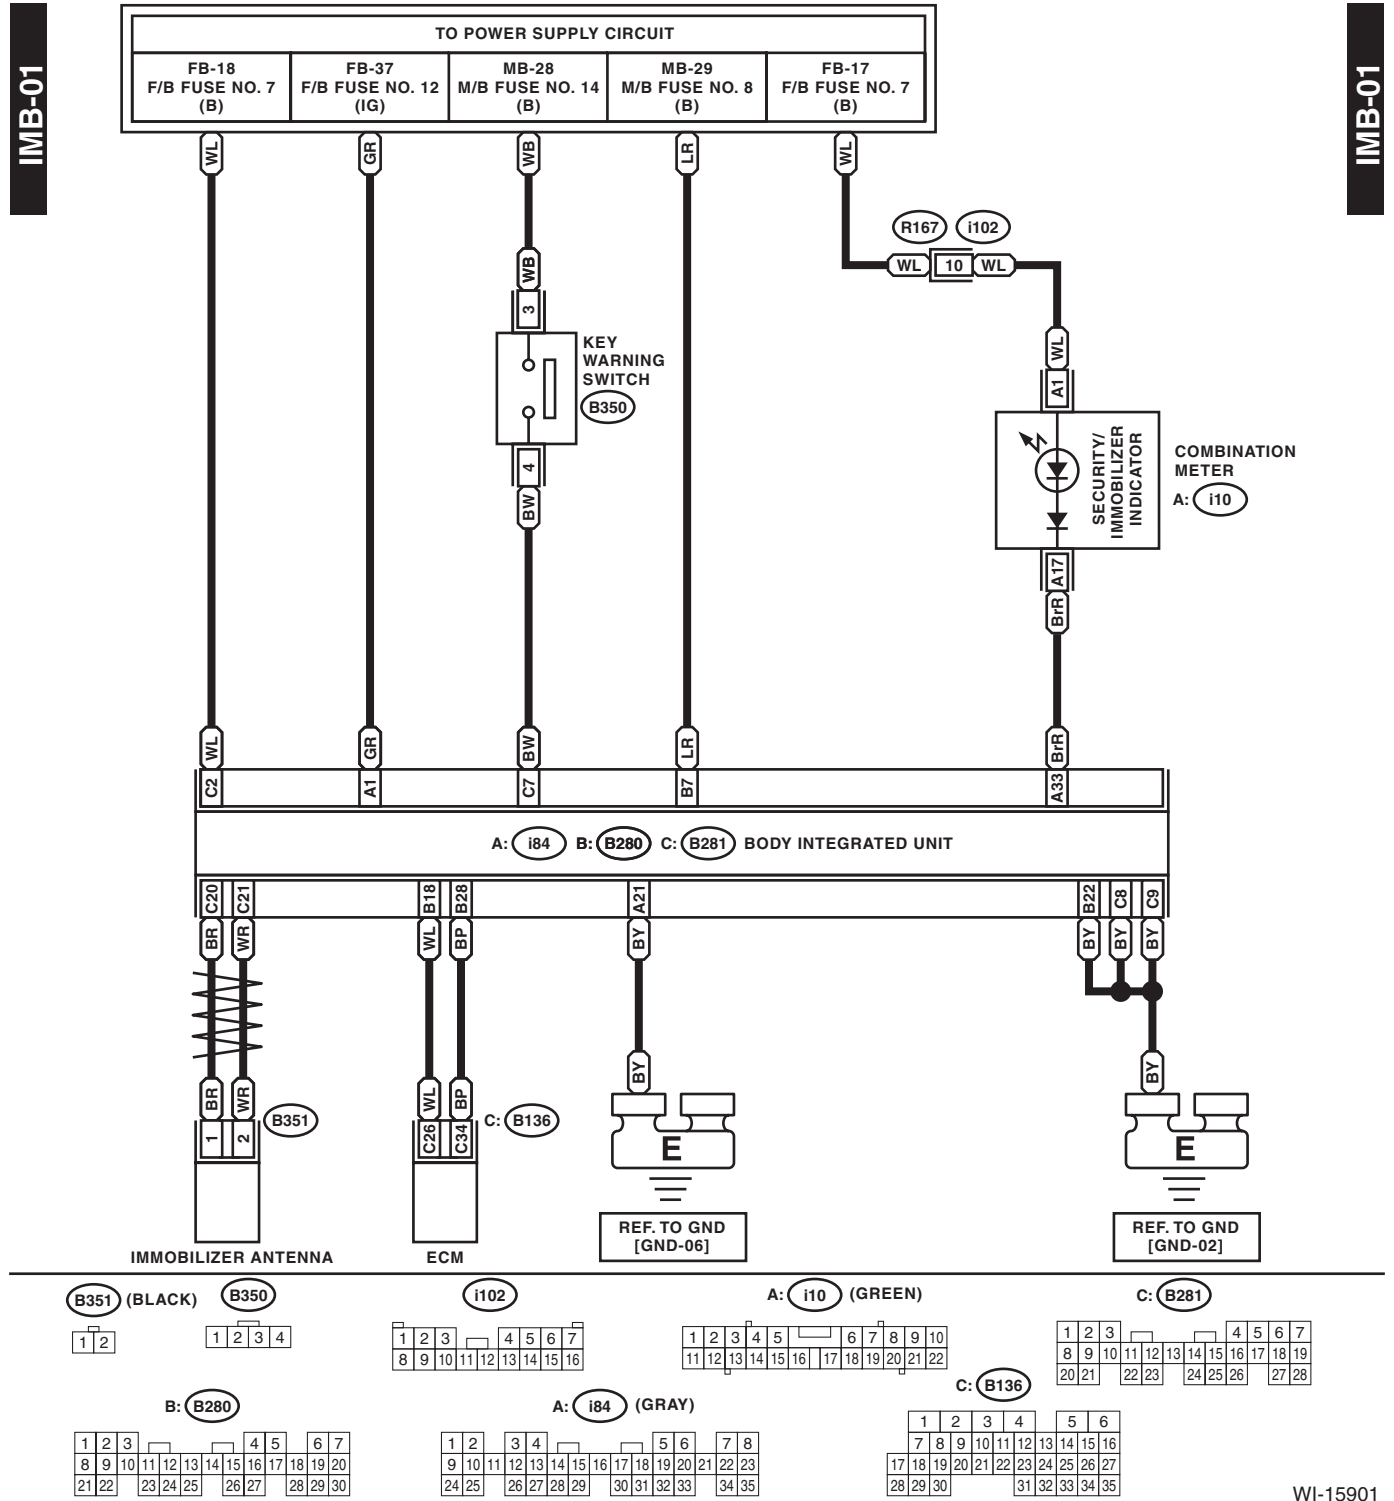 IMB-01
IMB-01
TO POWER SUPPLY CIRCUIT
FB-18
F/B FUSE NO. 7
(B)
FB-37
F/B FUSE NO. 12
(IG)
MB-28
M/B FUSE NO. 14
(B)
MB-29
M/B FUSE NO. 8
(B)
FB-17
F/B FUSE NO. 7
(B)
WL
GR
WB
LR
WL
R167
i102
WL
10
WL
WB
3
KEY
WARNING
SWITCH
B350
4
BW
WL
A1
SECURITY/
IMMOBILIZER
INDICATOR
COMBINATION
METER
A: i10
A17
BrR
WL
GR
BW
LR
BrR
C2
A1
C7
B7
A33
A: i84 B: B280 C: B281 BODY INTEGRATED UNIT
C20
C21
B18
B28
A21
B22
C8
C9
BR
WR
WL
BP
BY
BY
BY
BY
BR
WR
WL
BP
BY
BY
1
2
B351
C26
C34
C: B136
E
E
IMMOBILIZER ANTENNA
ECM
REF. TO GND
[GND-06]
REF. TO GND
[GND-02]
B351 (BLACK)
1 2
B350
1 2 3 4
i102
1 2 3 4 5 6 7
8 9 10 11 12 13 14 15 16
A: i10 (GREEN)
1 2 3 4 5 6 7 8 9 10
11 12 13 14 15 16 17 18 19 20 21 22
C: B281
1 2 3 4 5 6 7
8 9 10 11 12 13 14 15 16 17 18 19
20 21 22 23 24 25 26 27 28
B: B280
1 2 3 4 5 6 7
8 9 10 11 12 13 14 15 16 17 18 19 20
21 22 23 24 25 26 27 28 29 30
A: i84 (GRAY)
1 2 3 4 5 6 7 8
9 10 11 12 13 14 15 16 17 18 19 20 21 22 23
24 25 26 27 28 29 30 31 32 33 34 35
C: B136
1 2 3 4 5 6
7 8 9 10 11 12 13 14 15 16
17 18 19 20 21 22 23 24 25 26 27
28 29 30 31 32 33 34 35
WI-15901